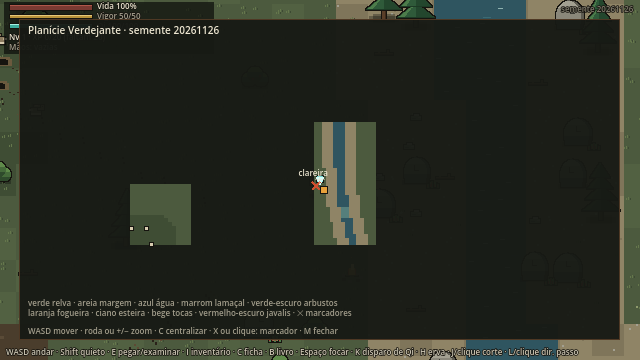 Vida 100%
Vigor 50/50
semente 20261126
Planície Verdejante · semente 20261126
clareira
verde relva · areia margem · azul água · marrom lamaçal · verde-escuro arbustos
laranja fogueira · ciano esteira · bege tocas · vermelho-escuro javalis · ✕ marcadores
WASD mover · roda ou +/− zoom · C centralizar · X ou clique: marcador · M fechar
WASD andar · Shift quieto · E pegar/examinar · I inventário · C ficha · B livro · Espaço focar · K disparo de Qi · H erva · J/clique corte · L/clique dir. passo